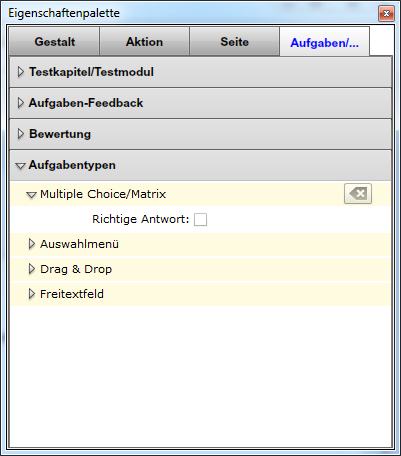 Eigenschaftenpalette
Gestalt Aktion Seite Aufgaben/...
Testkapitel/Testmodul
Aufgaben-Feedback
Bewertung
Aufgabentypen
Multiple Choice/Matrix
Richtige Antwort:
Auswahlmenü
Drag & Drop
Freitextfeld